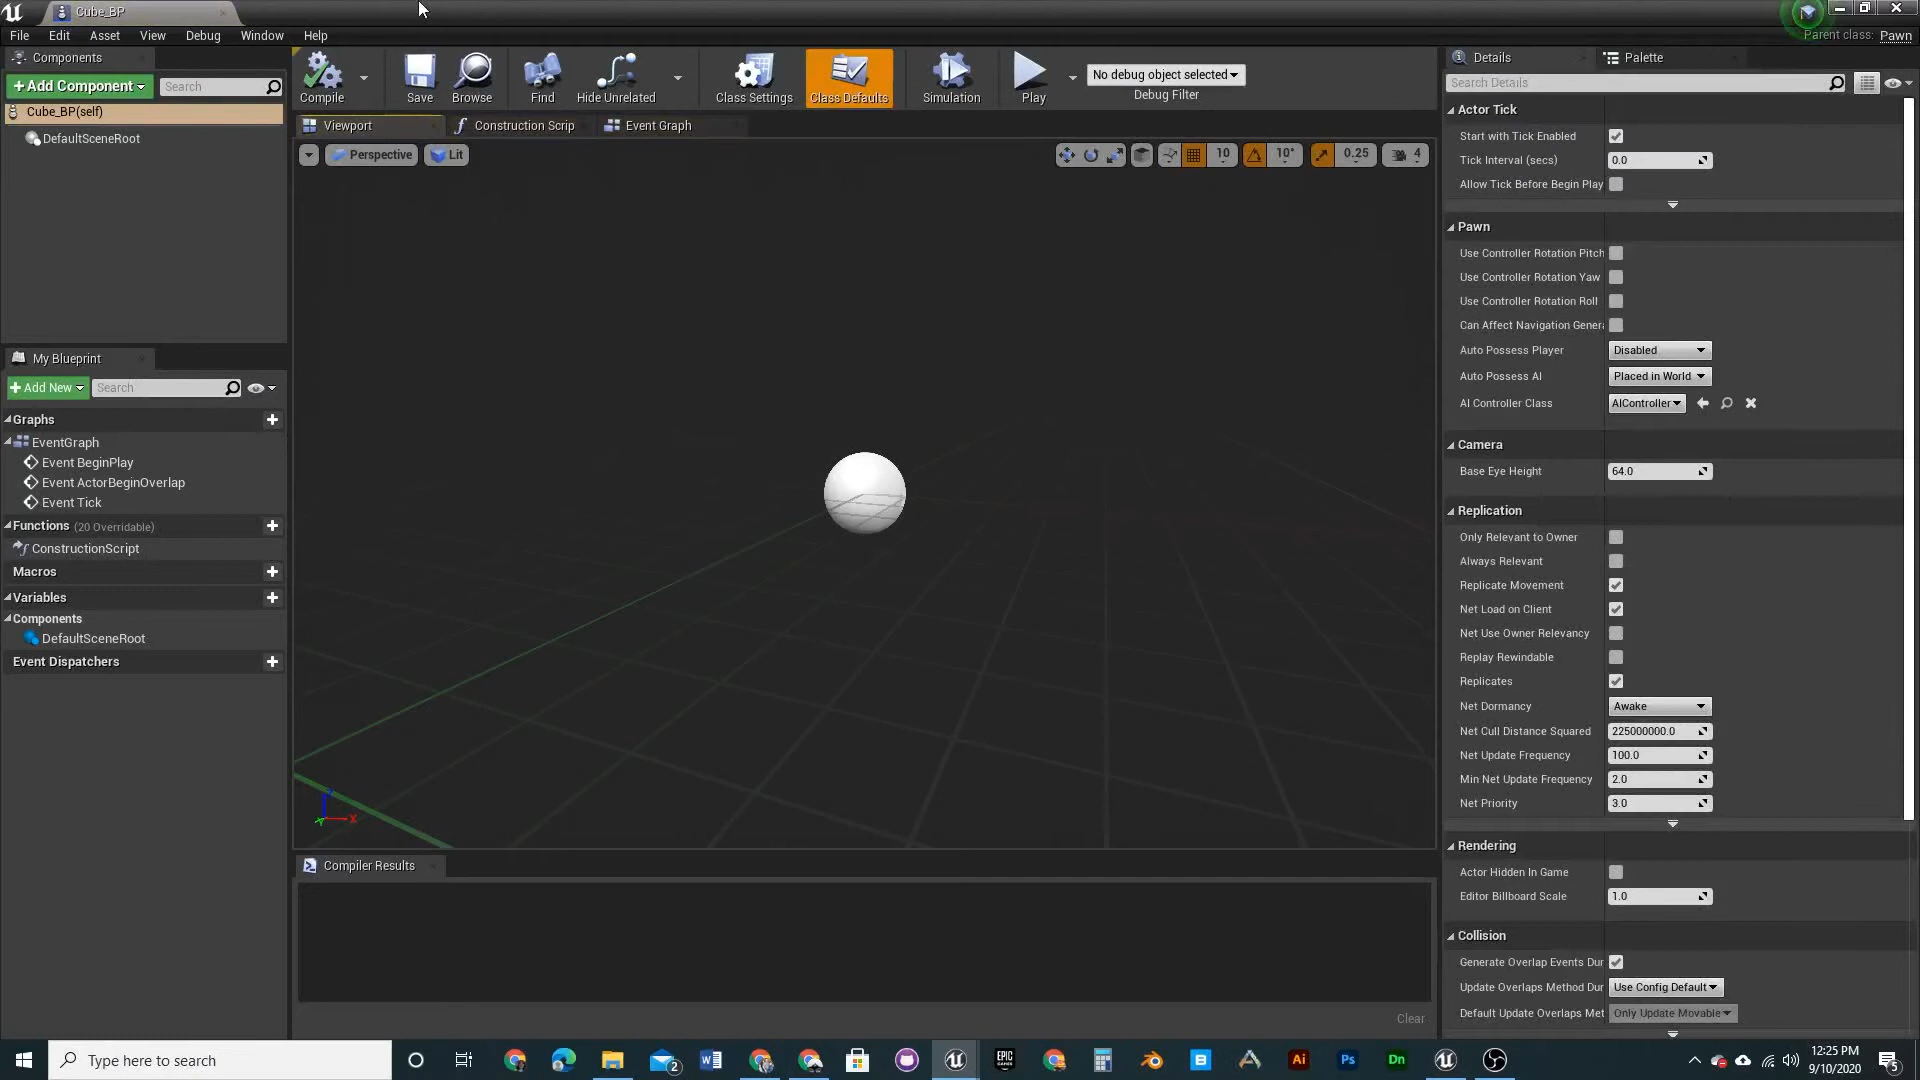 Cube_BP
File Edit Asset View Debug Window Help
Parent class: Pawn
Components
+Add Component
Search
Cube_BP(self)
DefaultSceneRoot
My Blueprint
+Add New
Search
Graphs
EventGraph
Event BeginPlay
Event ActorBeginOverlap
Event Tick
Functions (20 Overridable)
ConstructionScript
Macros
Variables
Components
DefaultSceneRoot
Event Dispatchers
Compile
Save
Browse
Find
Hide Unrelated
Class Settings
Class Defaults
Simulation
Play
No debug object selected
Debug Filter
Viewport
Construction Scrip
Event Graph
Perspective
Lit
10
10°
0.25
4
X
Compiler Results
Clear
Details
Palette
Search Details
Actor Tick
Start with Tick Enabled
Tick Interval (secs) 0.0
Allow Tick Before Begin Play
Pawn
Use Controller Rotation Pitch
Use Controller Rotation Yaw
Use Controller Rotation Roll
Can Affect Navigation Genera
Auto Possess Player Disabled
Auto Possess AI Placed in World
AI Controller Class AIController
Camera
Base Eye Height 64.0
Replication
Only Relevant to Owner
Always Relevant
Replicate Movement
Net Load on Client
Net Use Owner Relevancy
Replay Rewindable
Replicates
Net Dormancy Awake
Net Cull Distance Squared 225000000.0
Net Update Frequency 100.0
Min Net Update Frequency 2.0
Net Priority 3.0
Rendering
Actor Hidden In Game
Editor Billboard Scale 1.0
Collision
Generate Overlap Events Dur
Update Overlaps Method Dur Use Config Default
Default Update Overlaps Met Only Update Movable
Type here to search
2
Ai
Ps
Dn
12:25 PM
9/10/2020
5